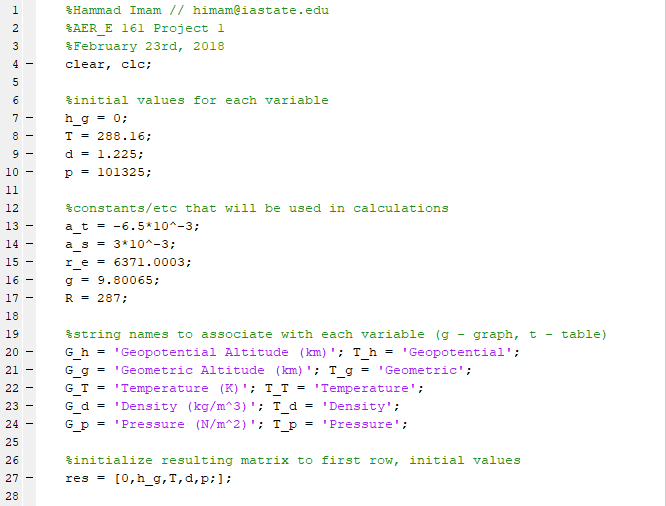 1 %Hammad Imam // himam@iastate.edu
2 %AER_E 161 Project 1
3 %February 23rd, 2018
4 - clear, clc;
5
6 %initial values for each variable
7 - h_g = 0;
8 - T = 288.16;
9 - d = 1.225;
10 - p = 101325;
11
12 %constants/etc that will be used in calculations
13 - a_t = -6.5*10^-3;
14 - a_s = 3*10^-3;
15 - r_e = 6371.0003;
16 - g = 9.80065;
17 - R = 287;
18
19 %string names to associate with each variable (g - graph, t - table)
20 - G_h = 'Geopotential Altitude (km)'; T_h = 'Geopotential';
21 - G_g = 'Geometric Altitude (km)'; T_g = 'Geometric';
22 - G_T = 'Temperature (K)'; T_T = 'Temperature';
23 - G_d = 'Density (kg/m^3)'; T_d = 'Density';
24 - G_p = 'Pressure (N/m^2)'; T_p = 'Pressure';
25
26 %initialize resulting matrix to first row, initial values
27 - res = [0,h_g,T,d,p;];
28